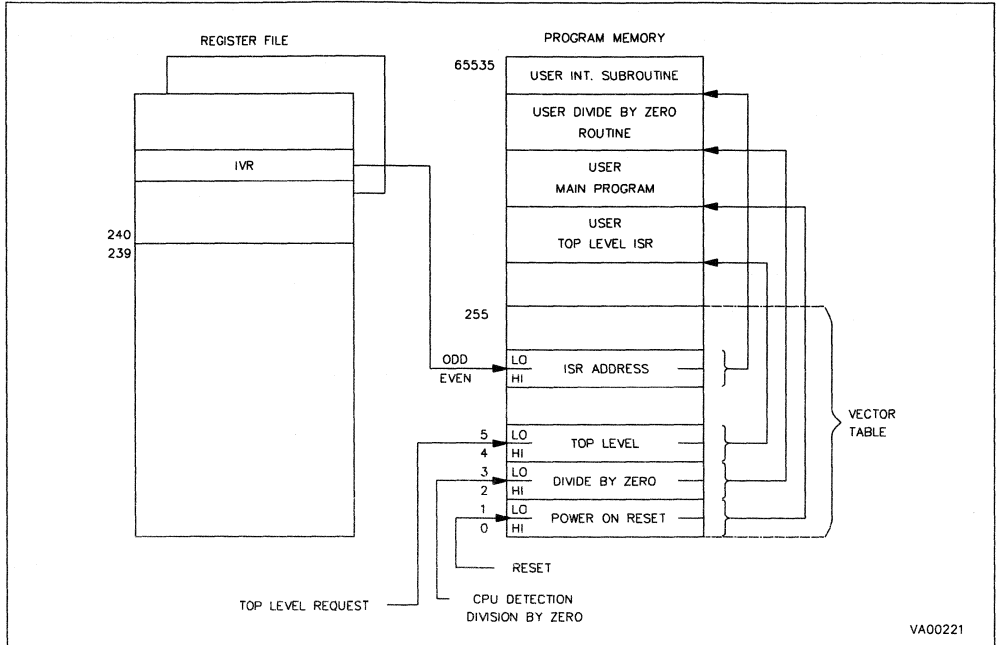 REGISTER FILE
PROGRAM MEMORY
65535
USER INT. SUBROUTINE
USER DIVIDE BY ZERO
ROUTINE
IVR
USER
MAIN PROGRAM
USER
TOP LEVEL ISR
240
239
255
ODD
EVEN
LO
HI
ISR ADDRESS
VECTOR
TABLE
5
4
LO
HI
TOP LEVEL
3
2
LO
HI
DIVIDE BY ZERO
1
0
LO
HI
POWER ON RESET
RESET
TOP LEVEL REQUEST
CPU DETECTION
DIVISION BY ZERO
VA00221